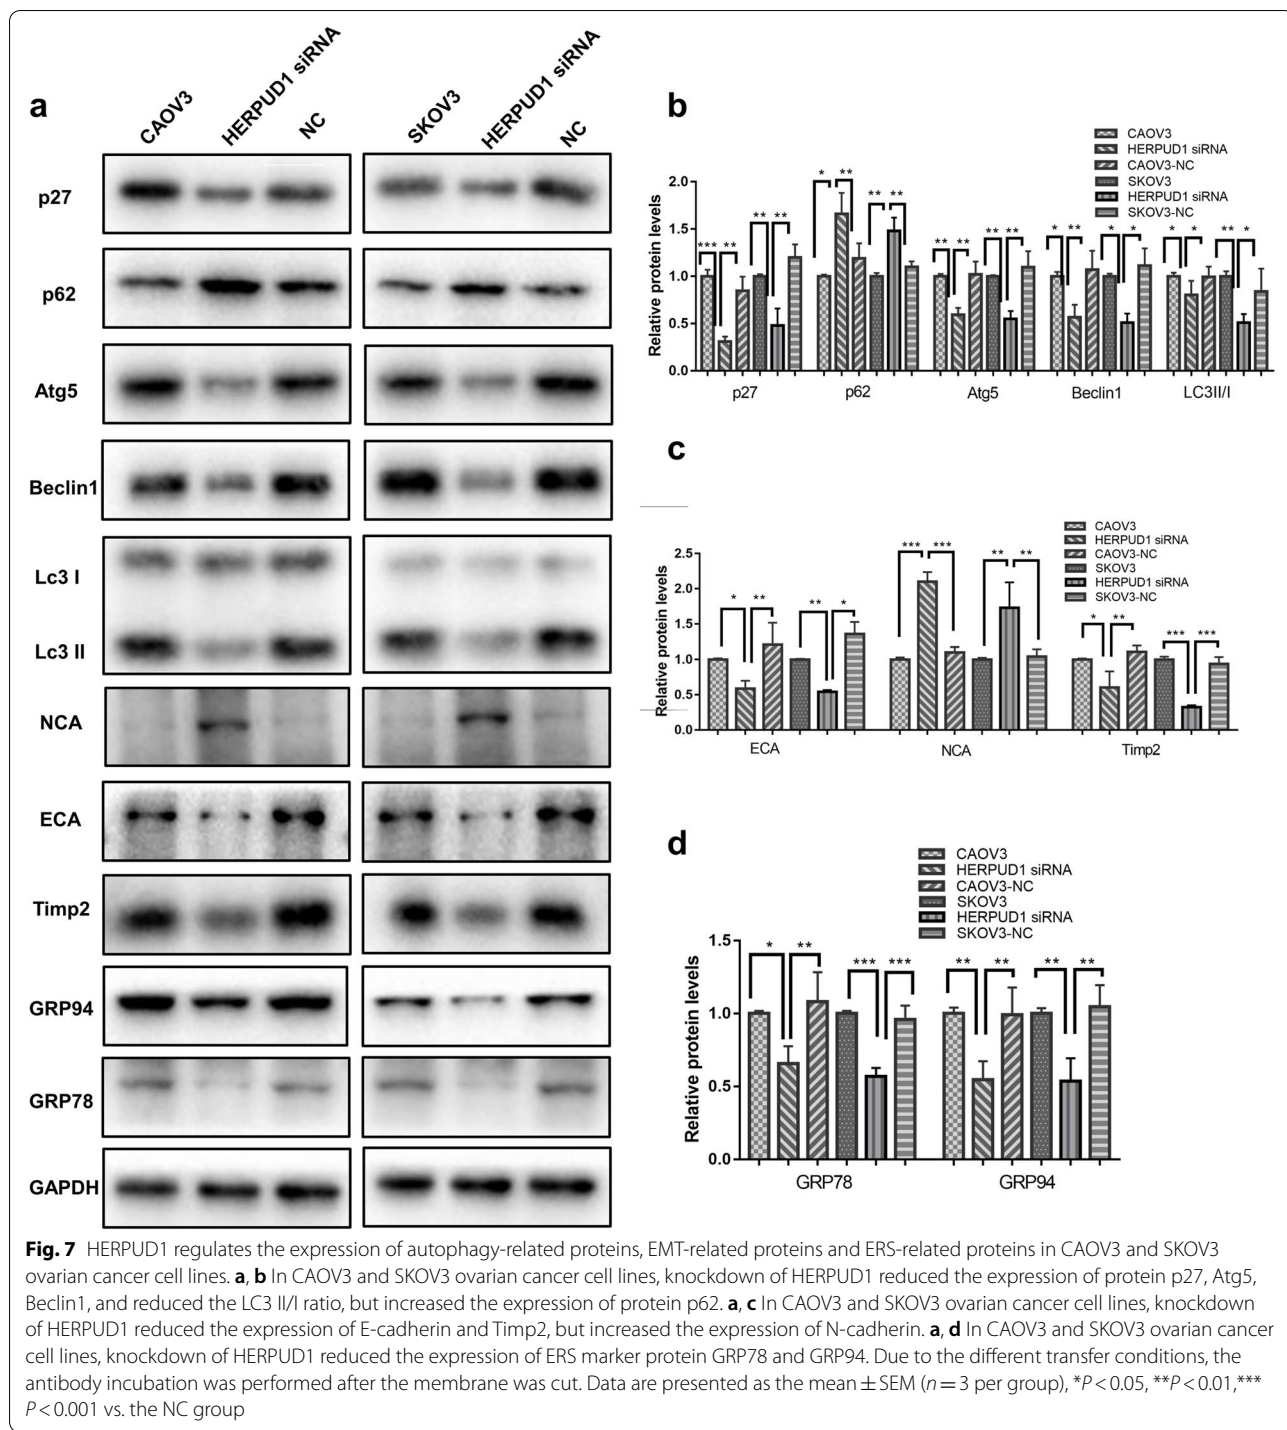 a
CAOV3
HERPUD1 siRNA
NC
SKOV3
HERPUD1 siRNA
NC
p27
p62
Atg5
Beclin1
Lc3 I
Lc3 II
NCA
ECA
Timp2
GRP94
GRP78
GAPDH
b
CAOV3
HERPUD1 siRNA
CAOV3-NC
SKOV3
HERPUD1 siRNA
SKOV3-NC
Relative protein levels
2.0
1.5
1.0
0.5
0.0
*** ** ** **
* ** ** **
** ** ** **
* ** * *
* * ** *
p27 p62 Atg5 Beclin1 LC3II/I
c
CAOV3
HERPUD1 siRNA
CAOV3-NC
SKOV3
HERPUD1 siRNA
SKOV3-NC
Relative protein levels
2.5
2.0
1.5
1.0
0.5
0.0
* ** ** *
*** *** ** **
* ** *** ***
ECA NCA Timp2
d
CAOV3
HERPUD1 siRNA
CAOV3-NC
SKOV3
HERPUD1 siRNA
SKOV3-NC
Relative protein levels
1.5
1.0
0.5
0.0
* ** *** ***
** ** ** **
GRP78 GRP94
Fig. 7 HERPUD1 regulates the expression of autophagy-related proteins, EMT-related proteins and ERS-related proteins in CAOV3 and SKOV3
ovarian cancer cell lines. a, b In CAOV3 and SKOV3 ovarian cancer cell lines, knockdown of HERPUD1 reduced the expression of protein p27, Atg5,
Beclin1, and reduced the LC3 II/I ratio, but increased the expression of protein p62. a, c In CAOV3 and SKOV3 ovarian cancer cell lines, knockdown
of HERPUD1 reduced the expression of E-cadherin and Timp2, but increased the expression of N-cadherin. a, d In CAOV3 and SKOV3 ovarian cancer
cell lines, knockdown of HERPUD1 reduced the expression of ERS marker protein GRP78 and GRP94. Due to the different transfer conditions, the
antibody incubation was performed after the membrane was cut. Data are presented as the mean ± SEM (n = 3 per group), *P < 0.05, **P < 0.01,***
P < 0.001 vs. the NC group